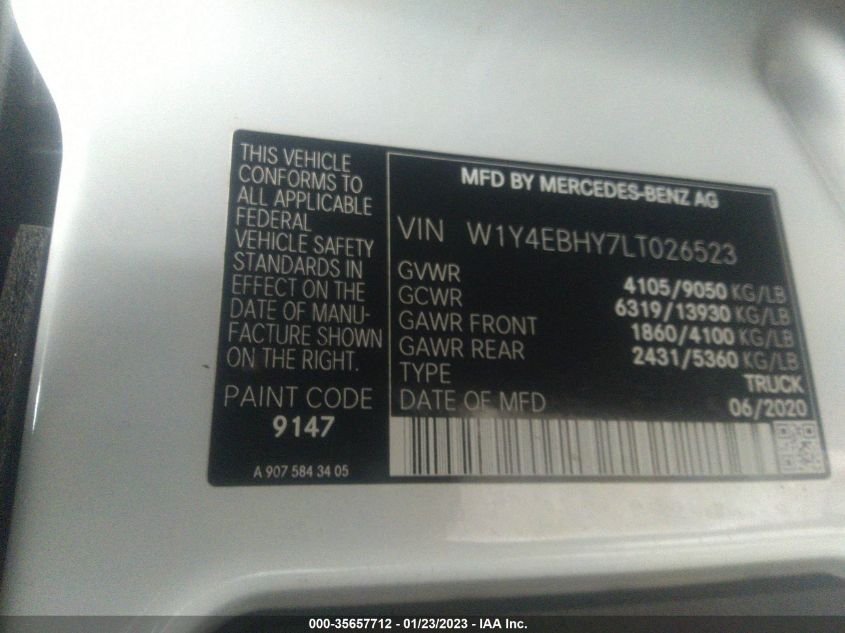 THIS VEHICLE
CONFORMS TO
ALL APPLICABLE
FEDERAL
VEHICLE SAFETY
STANDARDS IN
EFFECT ON THE
DATE OF MANU-
FACTURE SHOWN
ON THE RIGHT.
PAINT CODE
9147
A 907 584 34 05
MFD BY MERCEDES-BENZ AG
VIN W1Y4EBHY7LT026523
GVWR 4105/9050 KG/LB
GCWR 6319/13930 KG/LB
GAWR FRONT 1860/4100 KG/LB
GAWR REAR 2431/5360 KG/LB
TYPE TRUCK
DATE OF MFD 06/2020
000-35657712 - 01/23/2023 - IAA Inc.